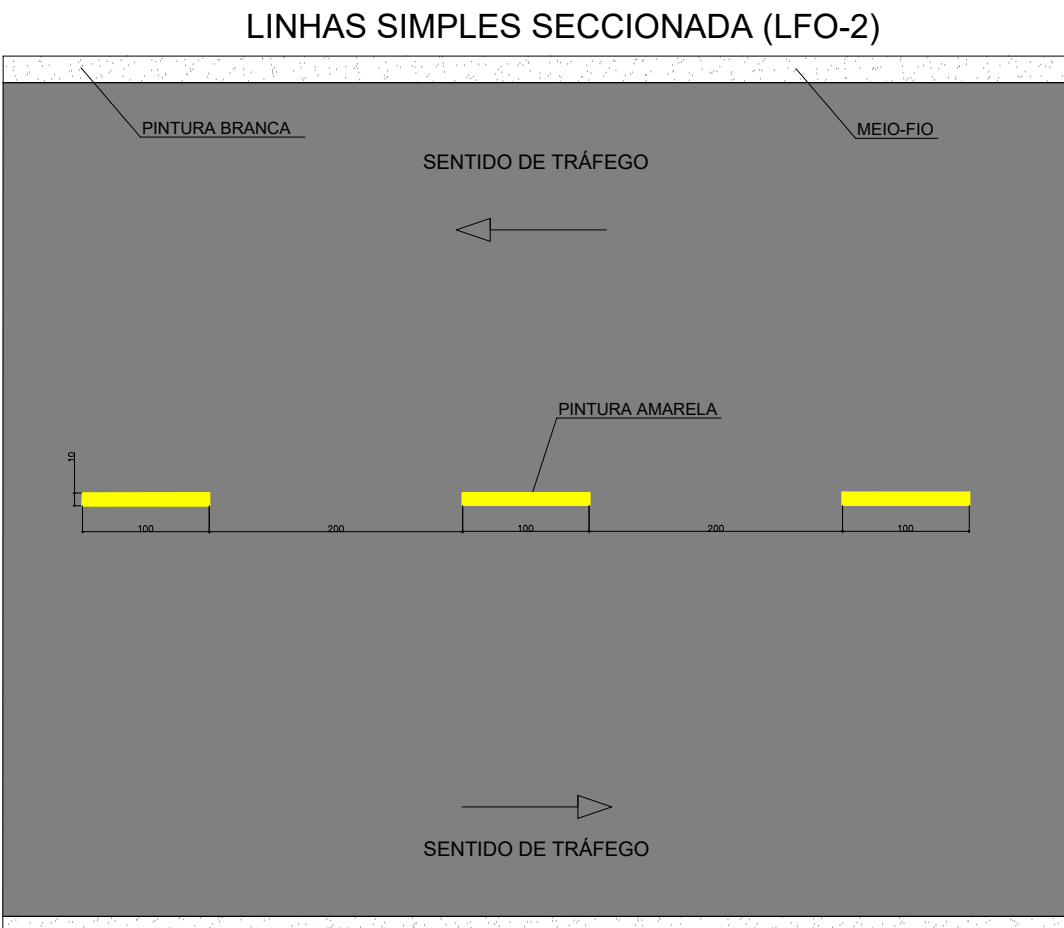 LINHAS SIMPLES SECCIONADA (LFO-2)
PINTURA BRANCA
MEIO-FIO
SENTIDO DE TRÁFEGO
PINTURA AMARELA
10
100
200
100
200
100
SENTIDO DE TRÁFEGO